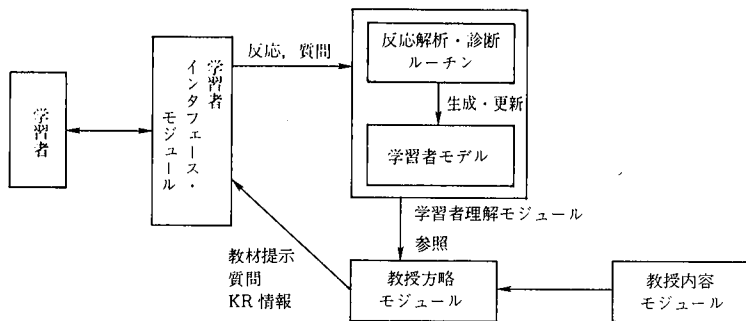 学習者
学習者
インタフェース・
モジュール
反応，質問
反応解析・診断
ルーチン
生成・更新
学習者モデル
学習者理解モジュール
参照
教材提示
質問
KR 情報
教授方略
モジュール
教授内容
モジュール